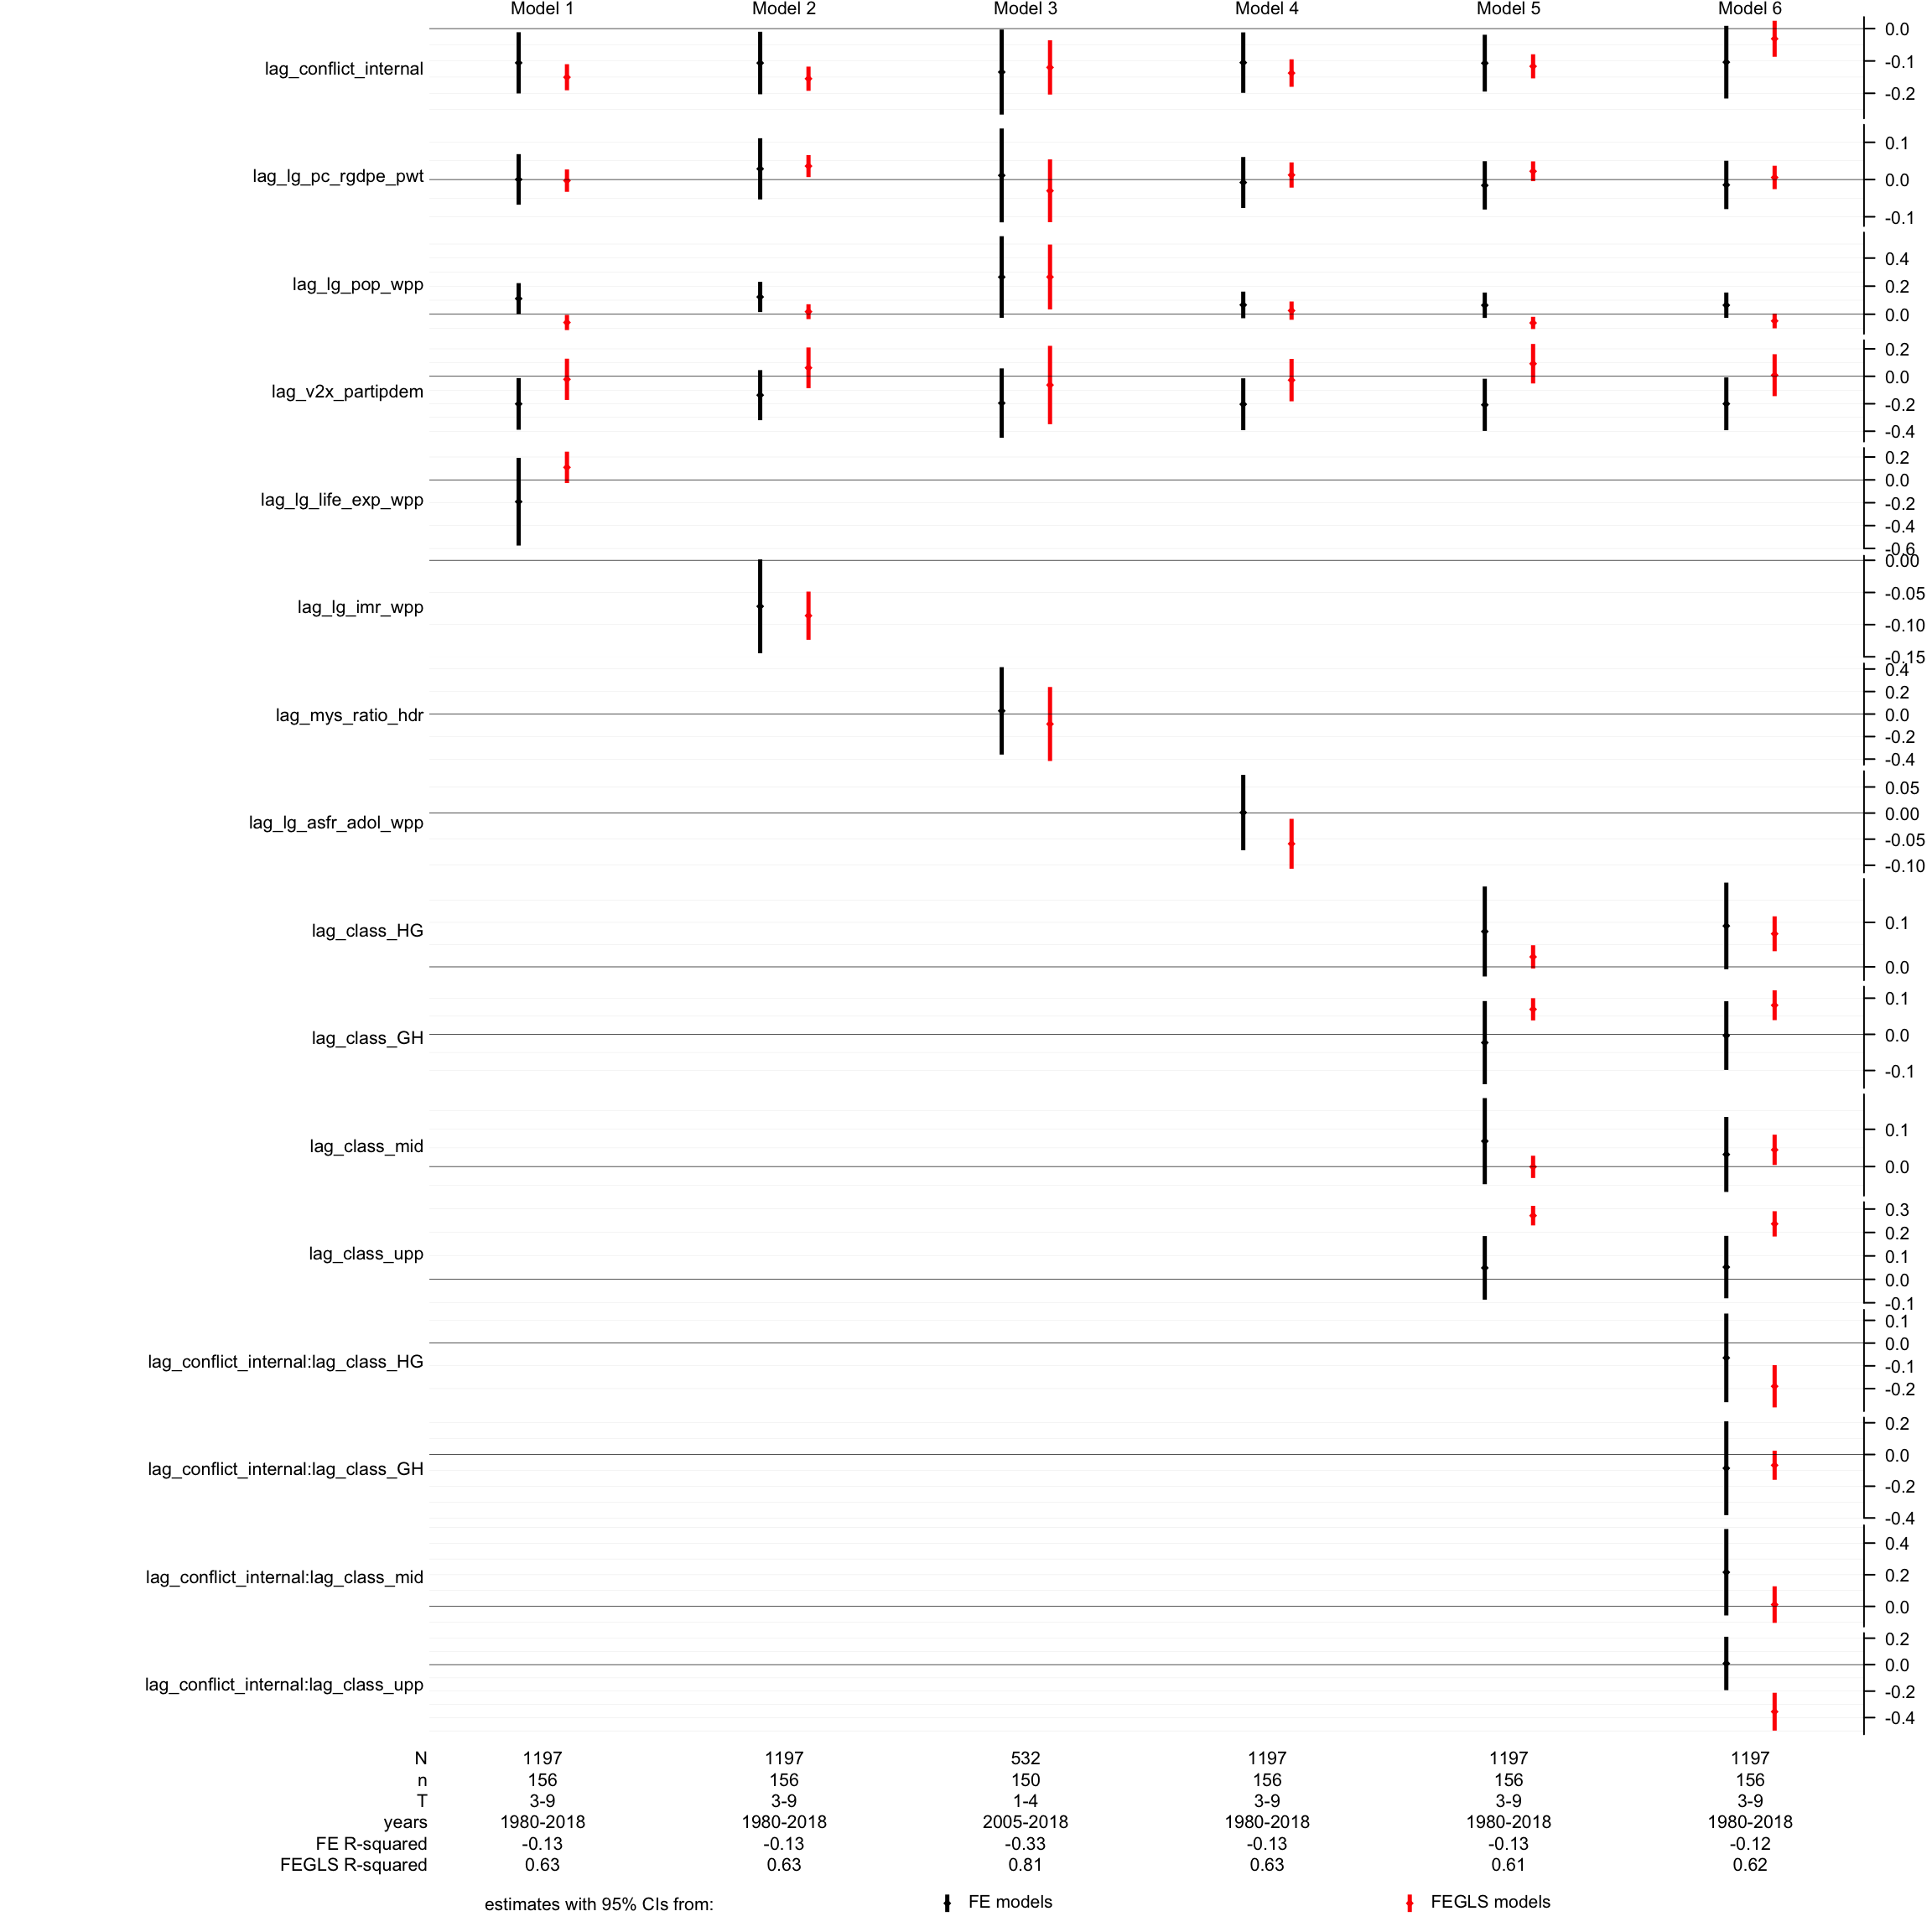 Model 1 Model 2 Model 3 Model 4 Model 5 Model 6
lag_conflict_internal
0.0
-0.1
-0.2
lag_lg_pc_rgdpe_pwt
0.1
0.0
-0.1
lag_lg_pop_wpp
0.4
0.2
0.0
lag_v2x_partipdem
0.2
0.0
-0.2
-0.4
lag_lg_life_exp_wpp
0.2
0.0
-0.2
-0.4
-0.6
lag_lg_imr_wpp
0.00
-0.05
-0.10
-0.15
lag_mys_ratio_hdr
0.4
0.2
0.0
-0.2
-0.4
lag_lg_asfr_adol_wpp
0.05
0.00
-0.05
-0.10
lag_class_HG
0.1
0.0
lag_class_GH
0.1
0.0
-0.1
lag_class_mid
0.1
0.0
lag_class_upp
0.3
0.2
0.1
0.0
-0.1
lag_conflict_internal:lag_class_HG
0.1
0.0
-0.1
-0.2
lag_conflict_internal:lag_class_GH
0.2
0.0
-0.2
-0.4
lag_conflict_internal:lag_class_mid
0.4
0.2
0.0
lag_conflict_internal:lag_class_upp
0.2
0.0
-0.2
-0.4
N 1197 1197 532 1197 1197 1197
n 156 156 150 156 156 156
T 3-9 3-9 1-4 3-9 3-9 3-9
years 1980-2018 1980-2018 2005-2018 1980-2018 1980-2018 1980-2018
FE R-squared -0.13 -0.13 -0.33 -0.13 -0.13 -0.12
FEGLS R-squared 0.63 0.63 0.81 0.63 0.61 0.62
estimates with 95% CIs from: FE models FEGLS models